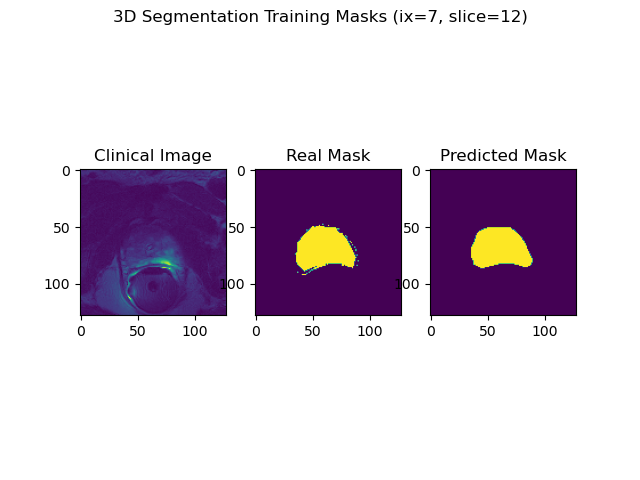 3D Segmentation Training Masks (ix=7, slice=12)
Clinical Image Real Mask Predicted Mask
0 0 0
50 50 50
100 100 100
0 100 0 50 100 0 50 100